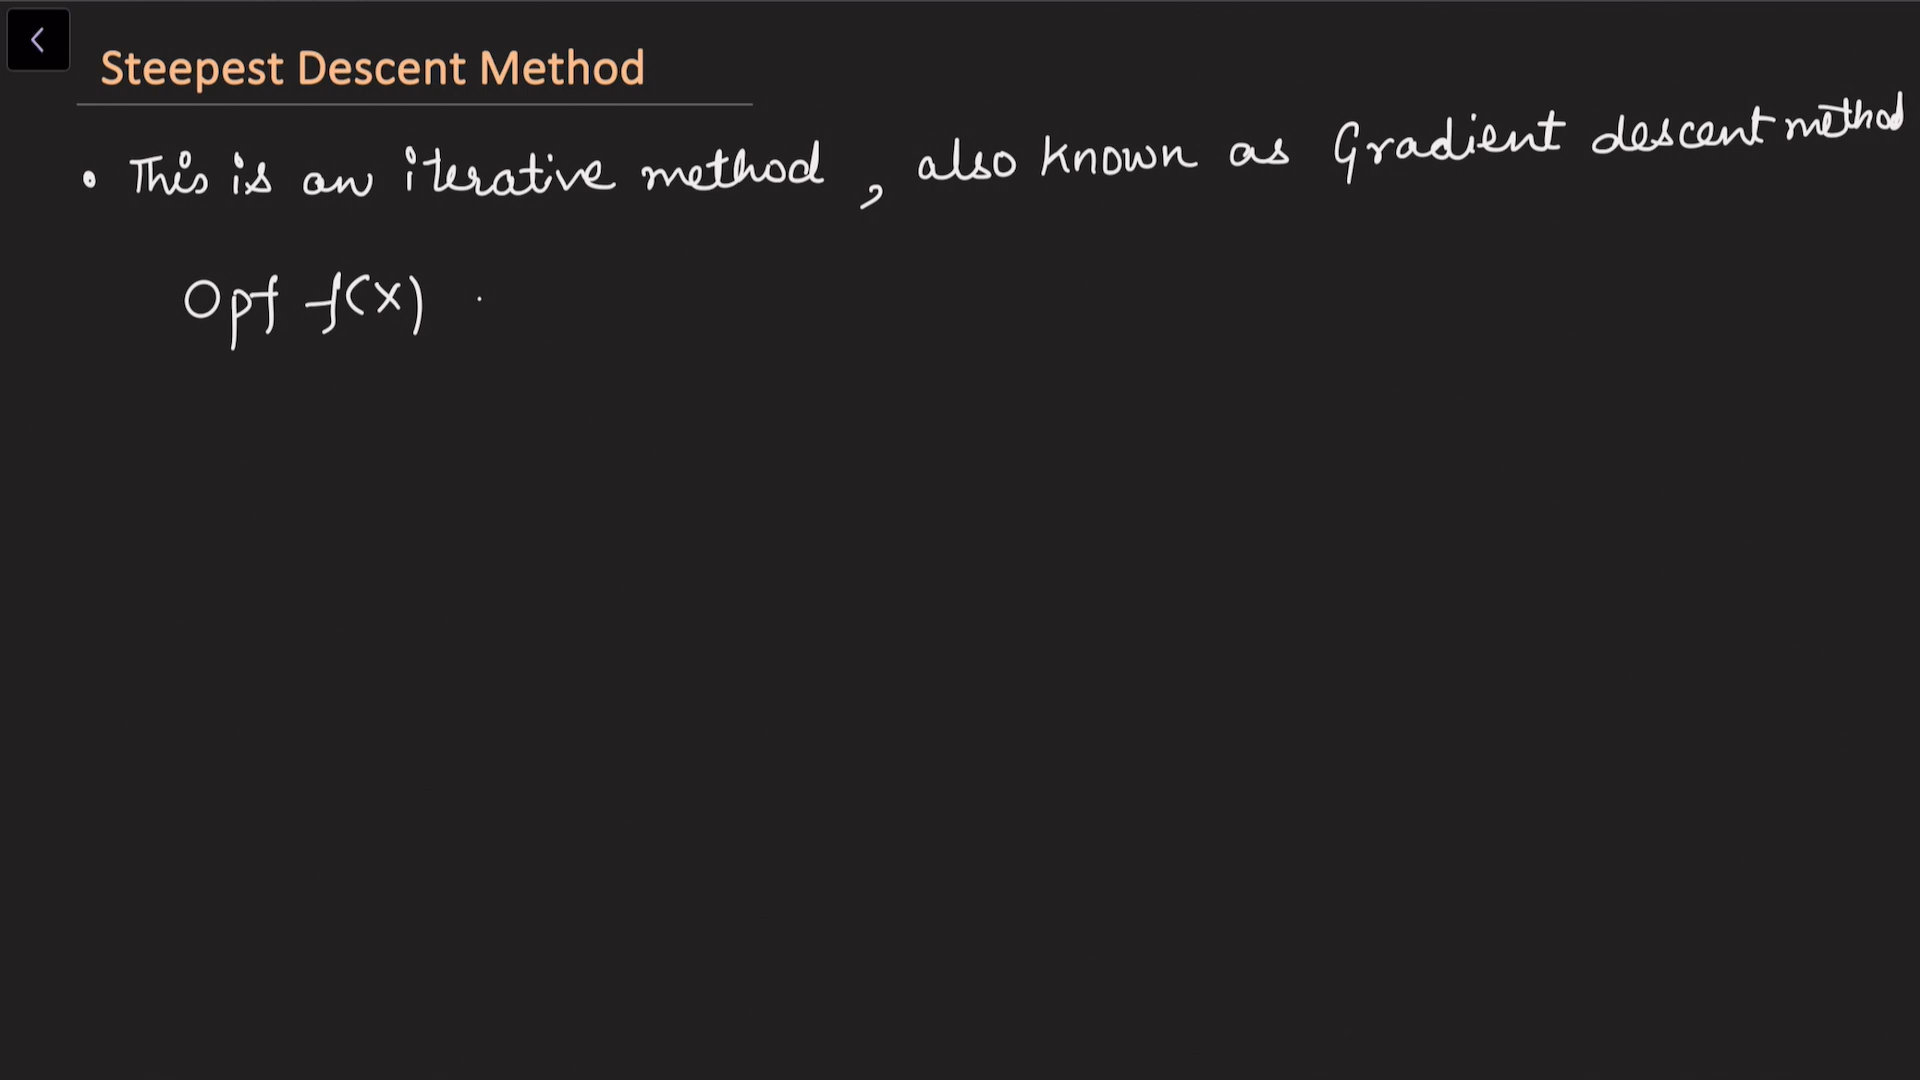 Steepest Descent Method
• This is an iterative method, also known as Gradient descent method
Opt f(x)